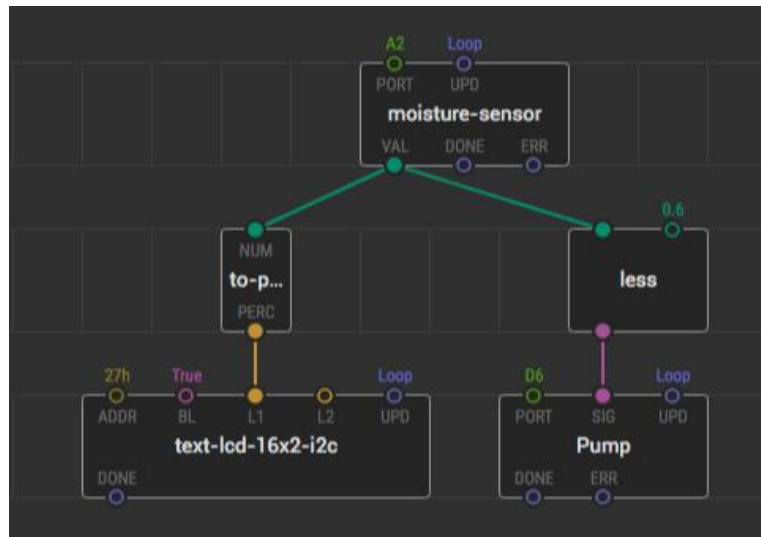 A2 Loop
PORT UPD
moisture-sensor
VAL DONE ERR
0.6
NUM
to-p...
less
PERC
27h True Loop D6 Loop
ADDR BL L1 L2 UPD PORT SIG UPD
text-lcd-16x2-i2c Pump
DONE DONE ERR